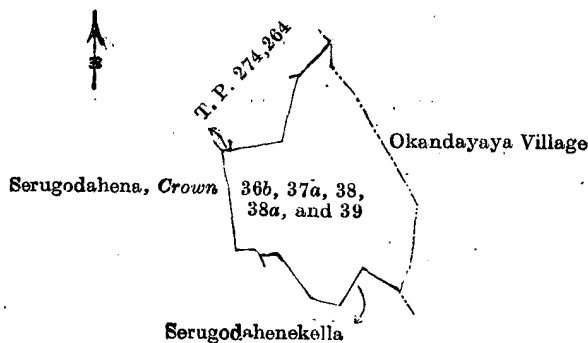 T. P. 274,264
Okandayaya Village
Serugodahena, Crown
36b, 37a, 38,
38a, and 39
Serugodahenekella